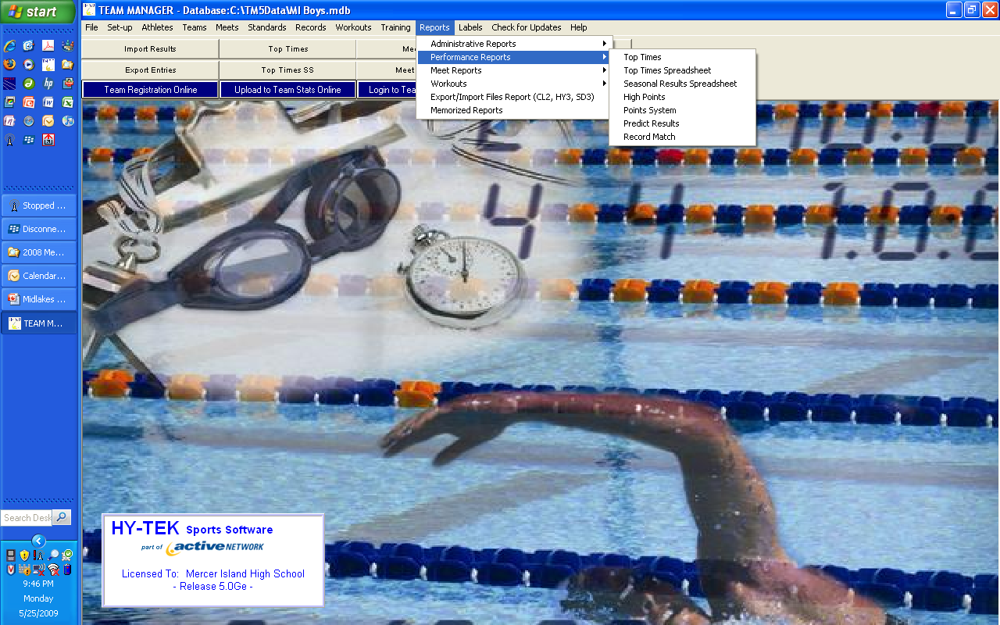 start
TEAM MANAGER - Database:C:\TM5Data\MI Boys.mdb
File Set-up Athletes Teams Meets Standards Records Workouts Training Reports Labels Check for Updates Help
Import Results Top Times
Export Entries Top Times SS Meet
Team Registration Online Upload to Team Stats Online Login to Tea
Administrative Reports
Performance Reports
Meet Reports
Workouts
Export/Import Files Report (CL2, HY3, SD3)
Memorized Reports
Top Times
Top Times Spreadsheet
Seasonal Results Spreadsheet
High Points
Points System
Predict Results
Record Match
Stopped ...
Disconne...
2008 Me...
Calendar...
Midlakes ...
TEAM M...
Search Desk
9:46 PM
Monday
5/25/2009
4
1.0.
HY-TEK Sports Software
part of active NETWORK
Licensed To: Mercer Island High School
- Release 5.0Ge -